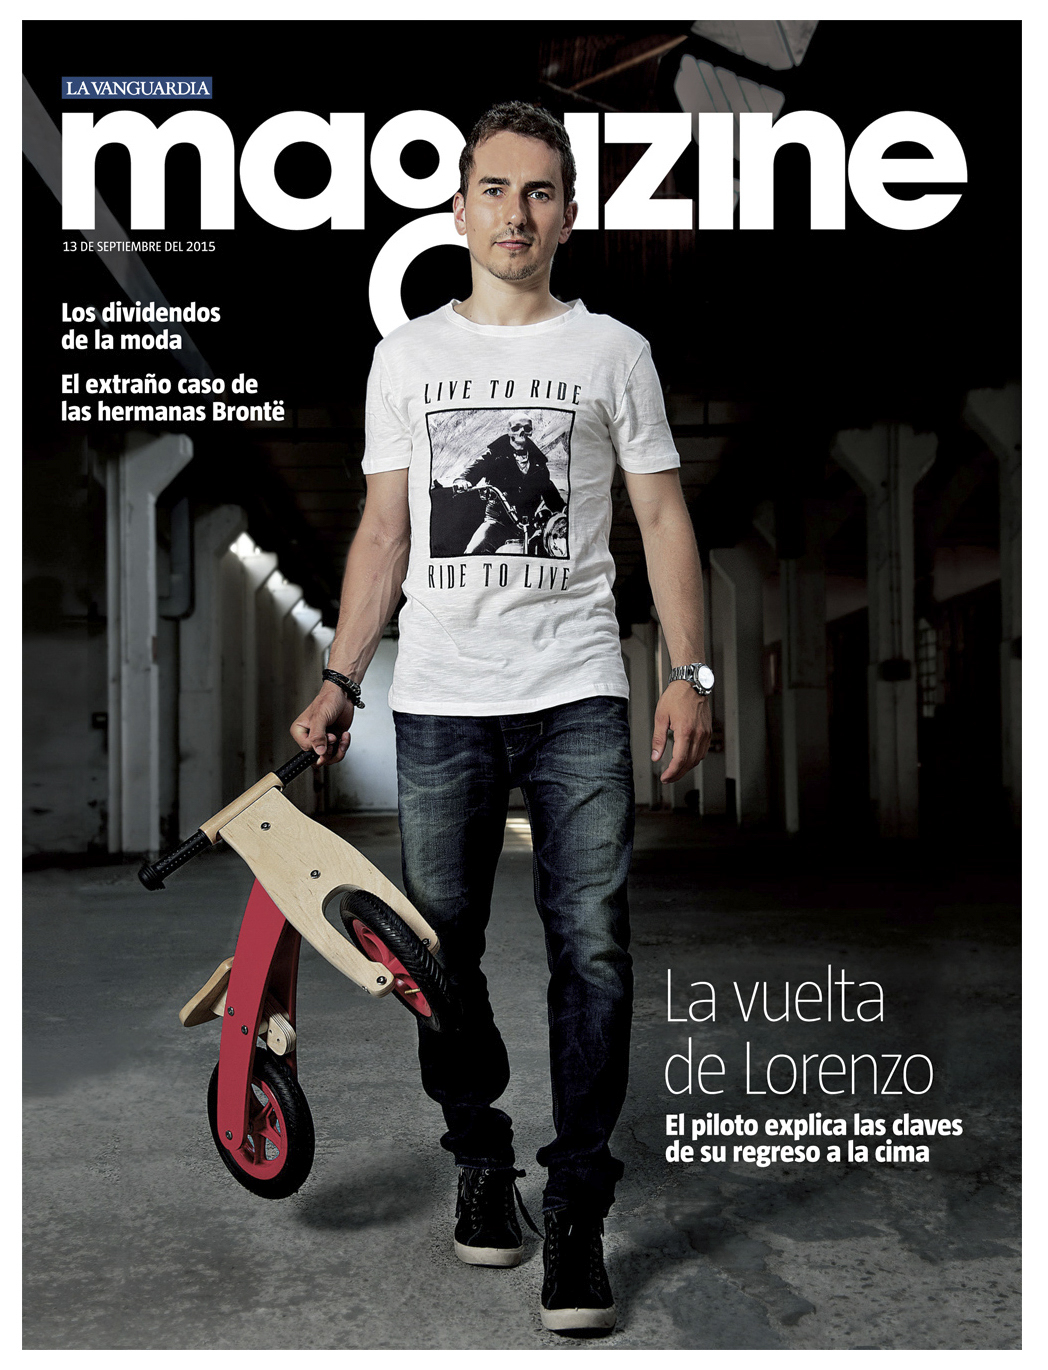 LA VANGUARDIA
magazine
13 DE SEPTIEMBRE DEL 2015
Los dividendos
de la moda
El extraño caso de
las hermanas Brontë
LIVE TO RIDE
RIDE TO LIVE
La vuelta
de Lorenzo
El piloto explica las claves
de su regreso a la cima